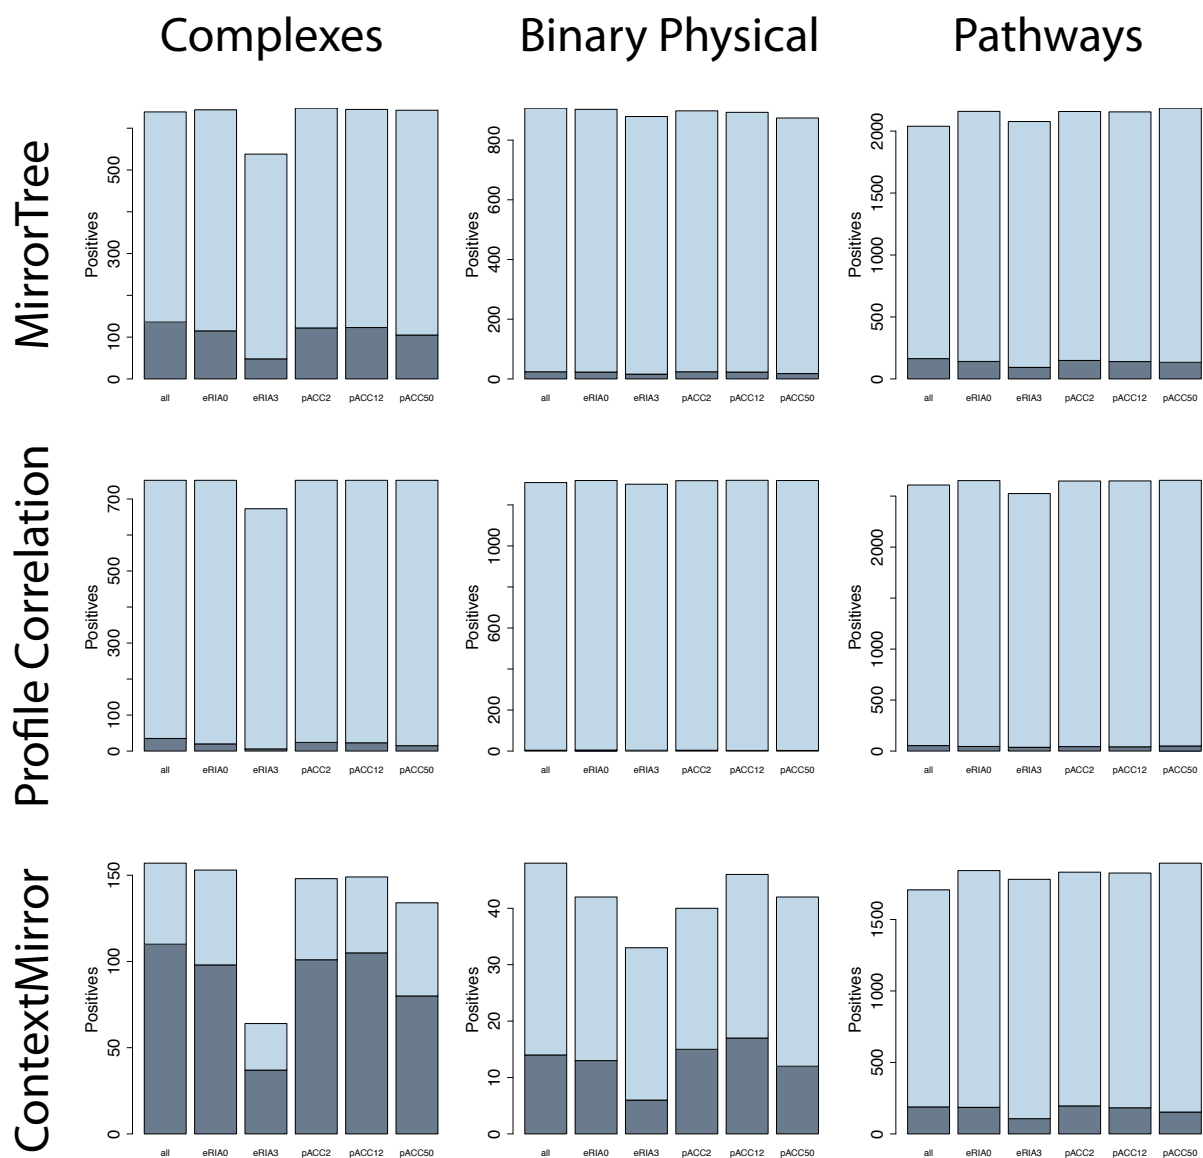 Complexes Binary Physical Pathways
MirrorTree
Positives
0 100 300 500
all eRIA0 eRIA3 pACC2 pACC12 pACC50
Positives
0 200 400 600 800
all eRIA0 eRIA3 pACC2 pACC12 pACC50
Positives
0 500 1000 1500 2000
all eRIA0 eRIA3 pACC2 pACC12 pACC50
Profile Correlation
Positives
0 100 300 500 700
all eRIA0 eRIA3 pACC2 pACC12 pACC50
Positives
0 200 600 1000
all eRIA0 eRIA3 pACC2 pACC12 pACC50
Positives
0 500 1000 2000
all eRIA0 eRIA3 pACC2 pACC12 pACC50
ContextMirror
Positives
0 50 100 150
all eRIA0 eRIA3 pACC2 pACC12 pACC50
Positives
0 10 20 30 40
all eRIA0 eRIA3 pACC2 pACC12 pACC50
Positives
0 500 1000 1500
all eRIA0 eRIA3 pACC2 pACC12 pACC50